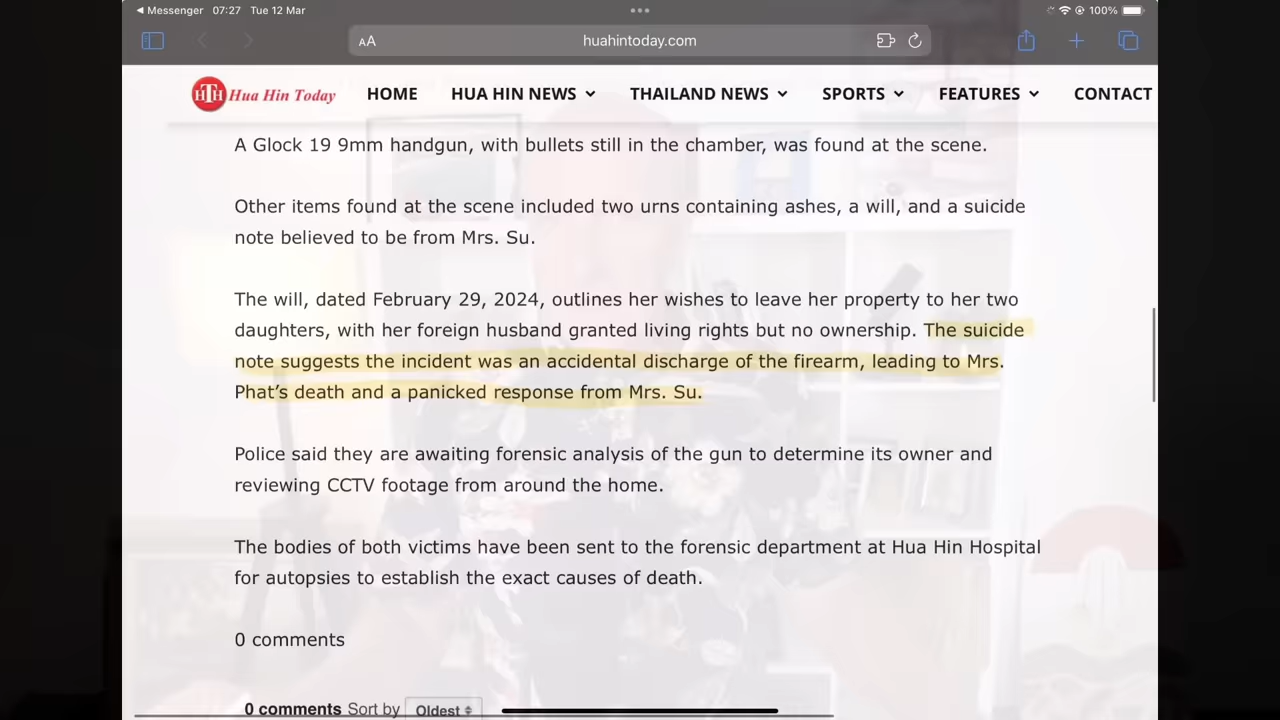 Messenger 07:27 Tue 12 Mar 100%
AA huahintoday.com
HTH Hua Hin Today HOME HUA HIN NEWS THAILAND NEWS SPORTS FEATURES CONTACT
A Glock 19 9mm handgun, with bullets still in the chamber, was found at the scene.
Other items found at the scene included two urns containing ashes, a will, and a suicide
note believed to be from Mrs. Su.
The will, dated February 29, 2024, outlines her wishes to leave her property to her two
daughters, with her foreign husband granted living rights but no ownership. The suicide
note suggests the incident was an accidental discharge of the firearm, leading to Mrs.
Phat’s death and a panicked response from Mrs. Su.
Police said they are awaiting forensic analysis of the gun to determine its owner and
reviewing CCTV footage from around the home.
The bodies of both victims have been sent to the forensic department at Hua Hin Hospital
for autopsies to establish the exact causes of death.
0 comments
0 comments Sort by Oldest